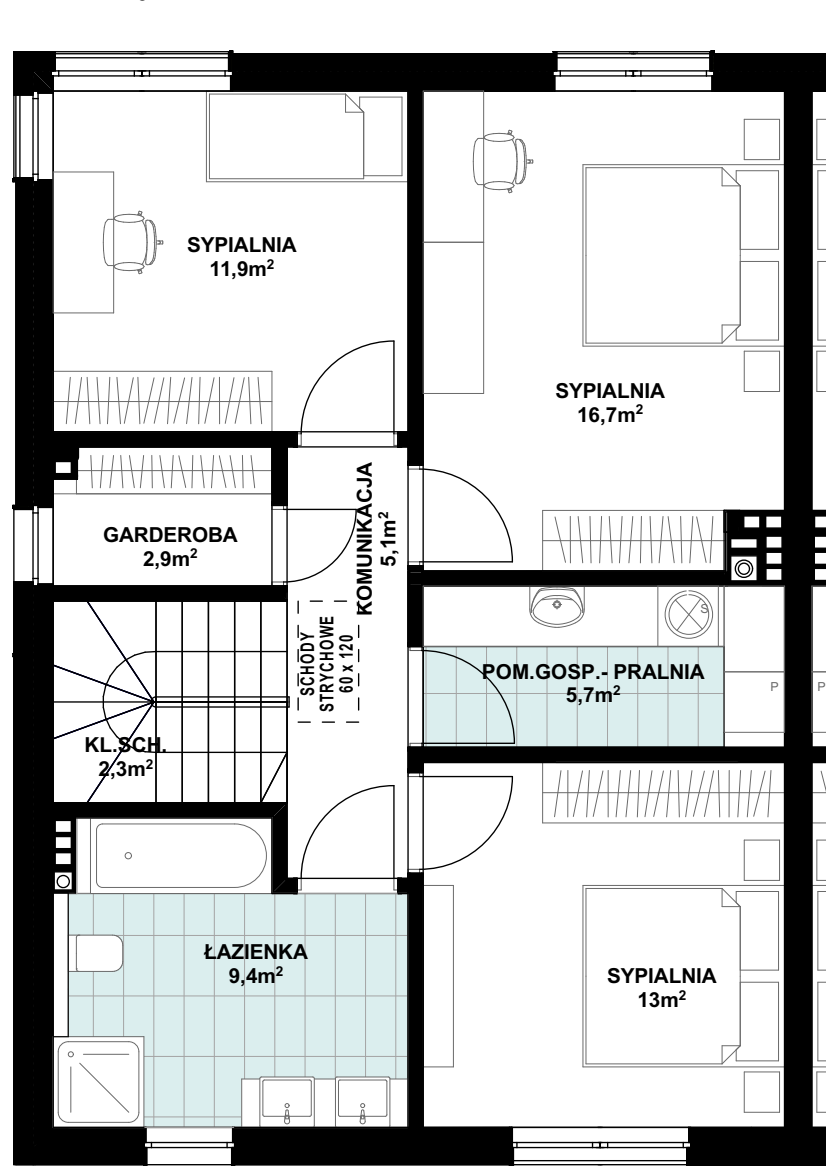 SYPIALNIA
11,9m²
SYPIALNIA
16,7m²
GARDEROBA
2,9m²
KOMUNIKACJA
5,1m²
SCHODY
STRYCHOWE
60 x 120
S
POM.GOSP.- PRALNIA
5,7m²
P
P
KL.SCH.
2,3m²
ŁAZIENKA
9,4m²
SYPIALNIA
13m²